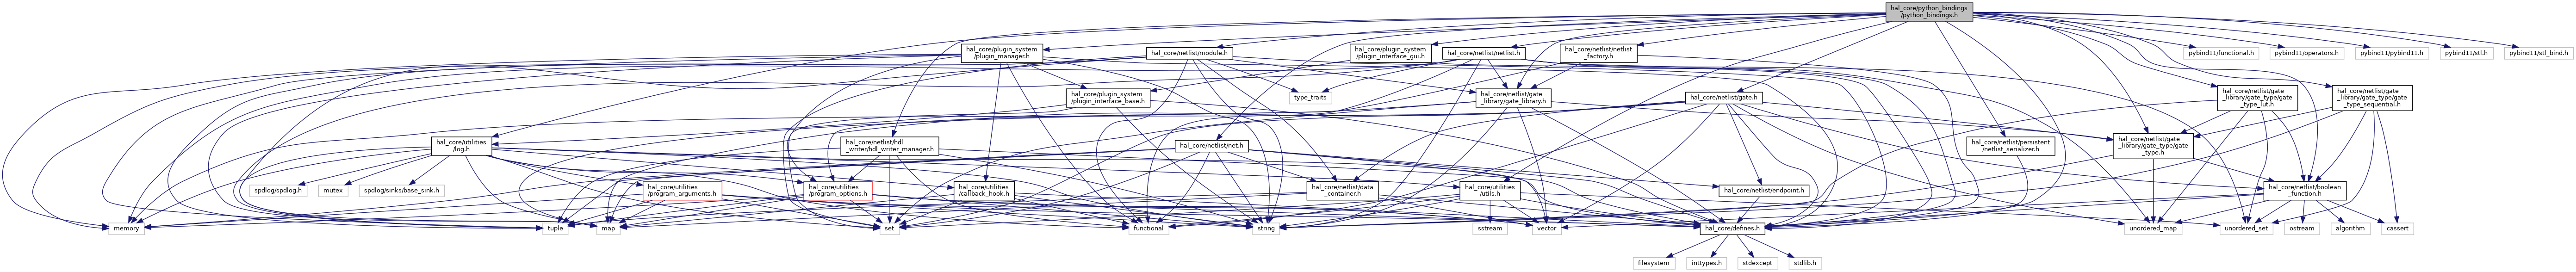 hal_core/python_bindings
/python_bindings.h
hal_core/plugin_system
/plugin_manager.h
hal_core/netlist/module.h
hal_core/plugin_system
/plugin_interface_gui.h
hal_core/netlist/netlist.h
hal_core/netlist/netlist
_factory.h
pybind11/functional.h
pybind11/operators.h
pybind11/pybind11.h
pybind11/stl.h
pybind11/stl_bind.h
hal_core/plugin_system
/plugin_interface_base.h
type_traits
hal_core/netlist/gate
_library/gate_library.h
hal_core/netlist/gate.h
hal_core/netlist/gate
_library/gate_type/gate
_type_lut.h
hal_core/netlist/gate
_library/gate_type/gate
_type_sequential.h
hal_core/utilities
/log.h
hal_core/netlist/hdl
_writer/hdl_writer_manager.h
hal_core/netlist/net.h
hal_core/netlist/persistent
/netlist_serializer.h
hal_core/netlist/gate
_library/gate_type/gate
_type.h
spdlog/spdlog.h
mutex
spdlog/sinks/base_sink.h
hal_core/utilities
/program_arguments.h
hal_core/utilities
/program_options.h
hal_core/utilities
/callback_hook.h
hal_core/netlist/data
_container.h
hal_core/utilities
/utils.h
hal_core/netlist/endpoint.h
hal_core/netlist/boolean
_function.h
memory
tuple
map
set
functional
string
sstream
vector
hal_core/defines.h
unordered_map
unordered_set
ostream
algorithm
cassert
filesystem
inttypes.h
stdexcept
stdlib.h